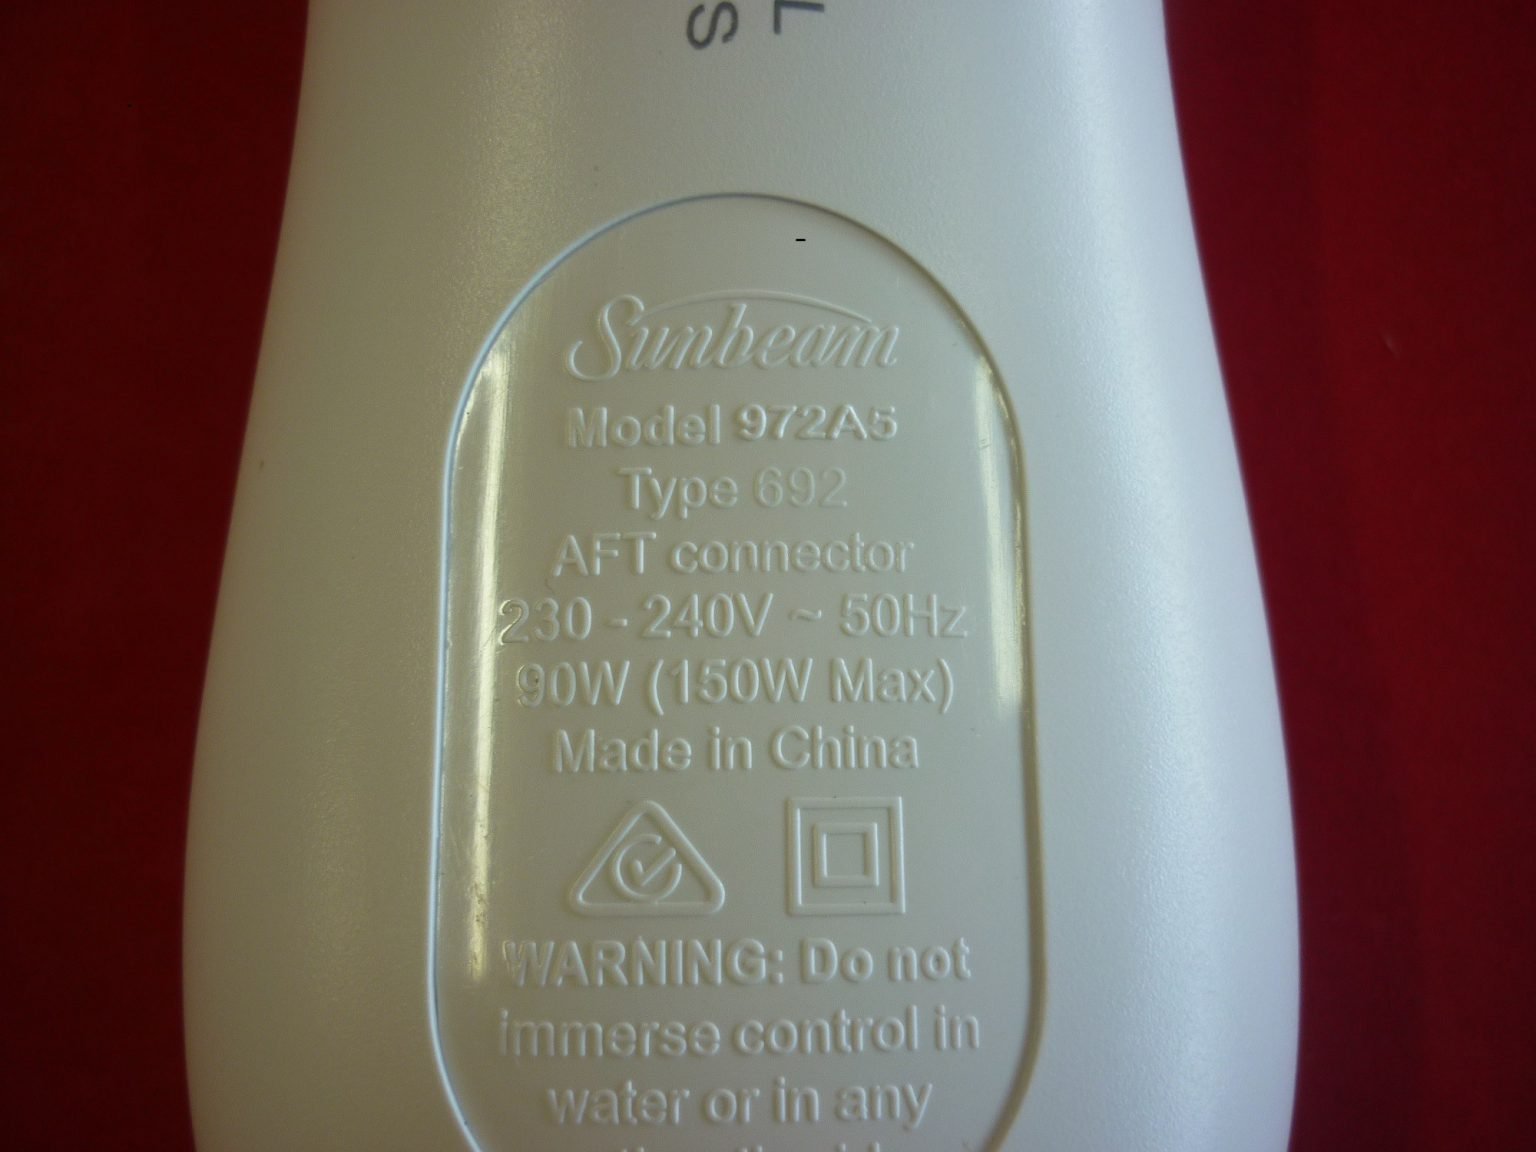 S
Sunbeam
Model 972A5
Type 692
AFT connector
230 - 240V ~ 50Hz
90W (150W Max)
Made in China
WARNING: Do not
immerse control in
water or in any